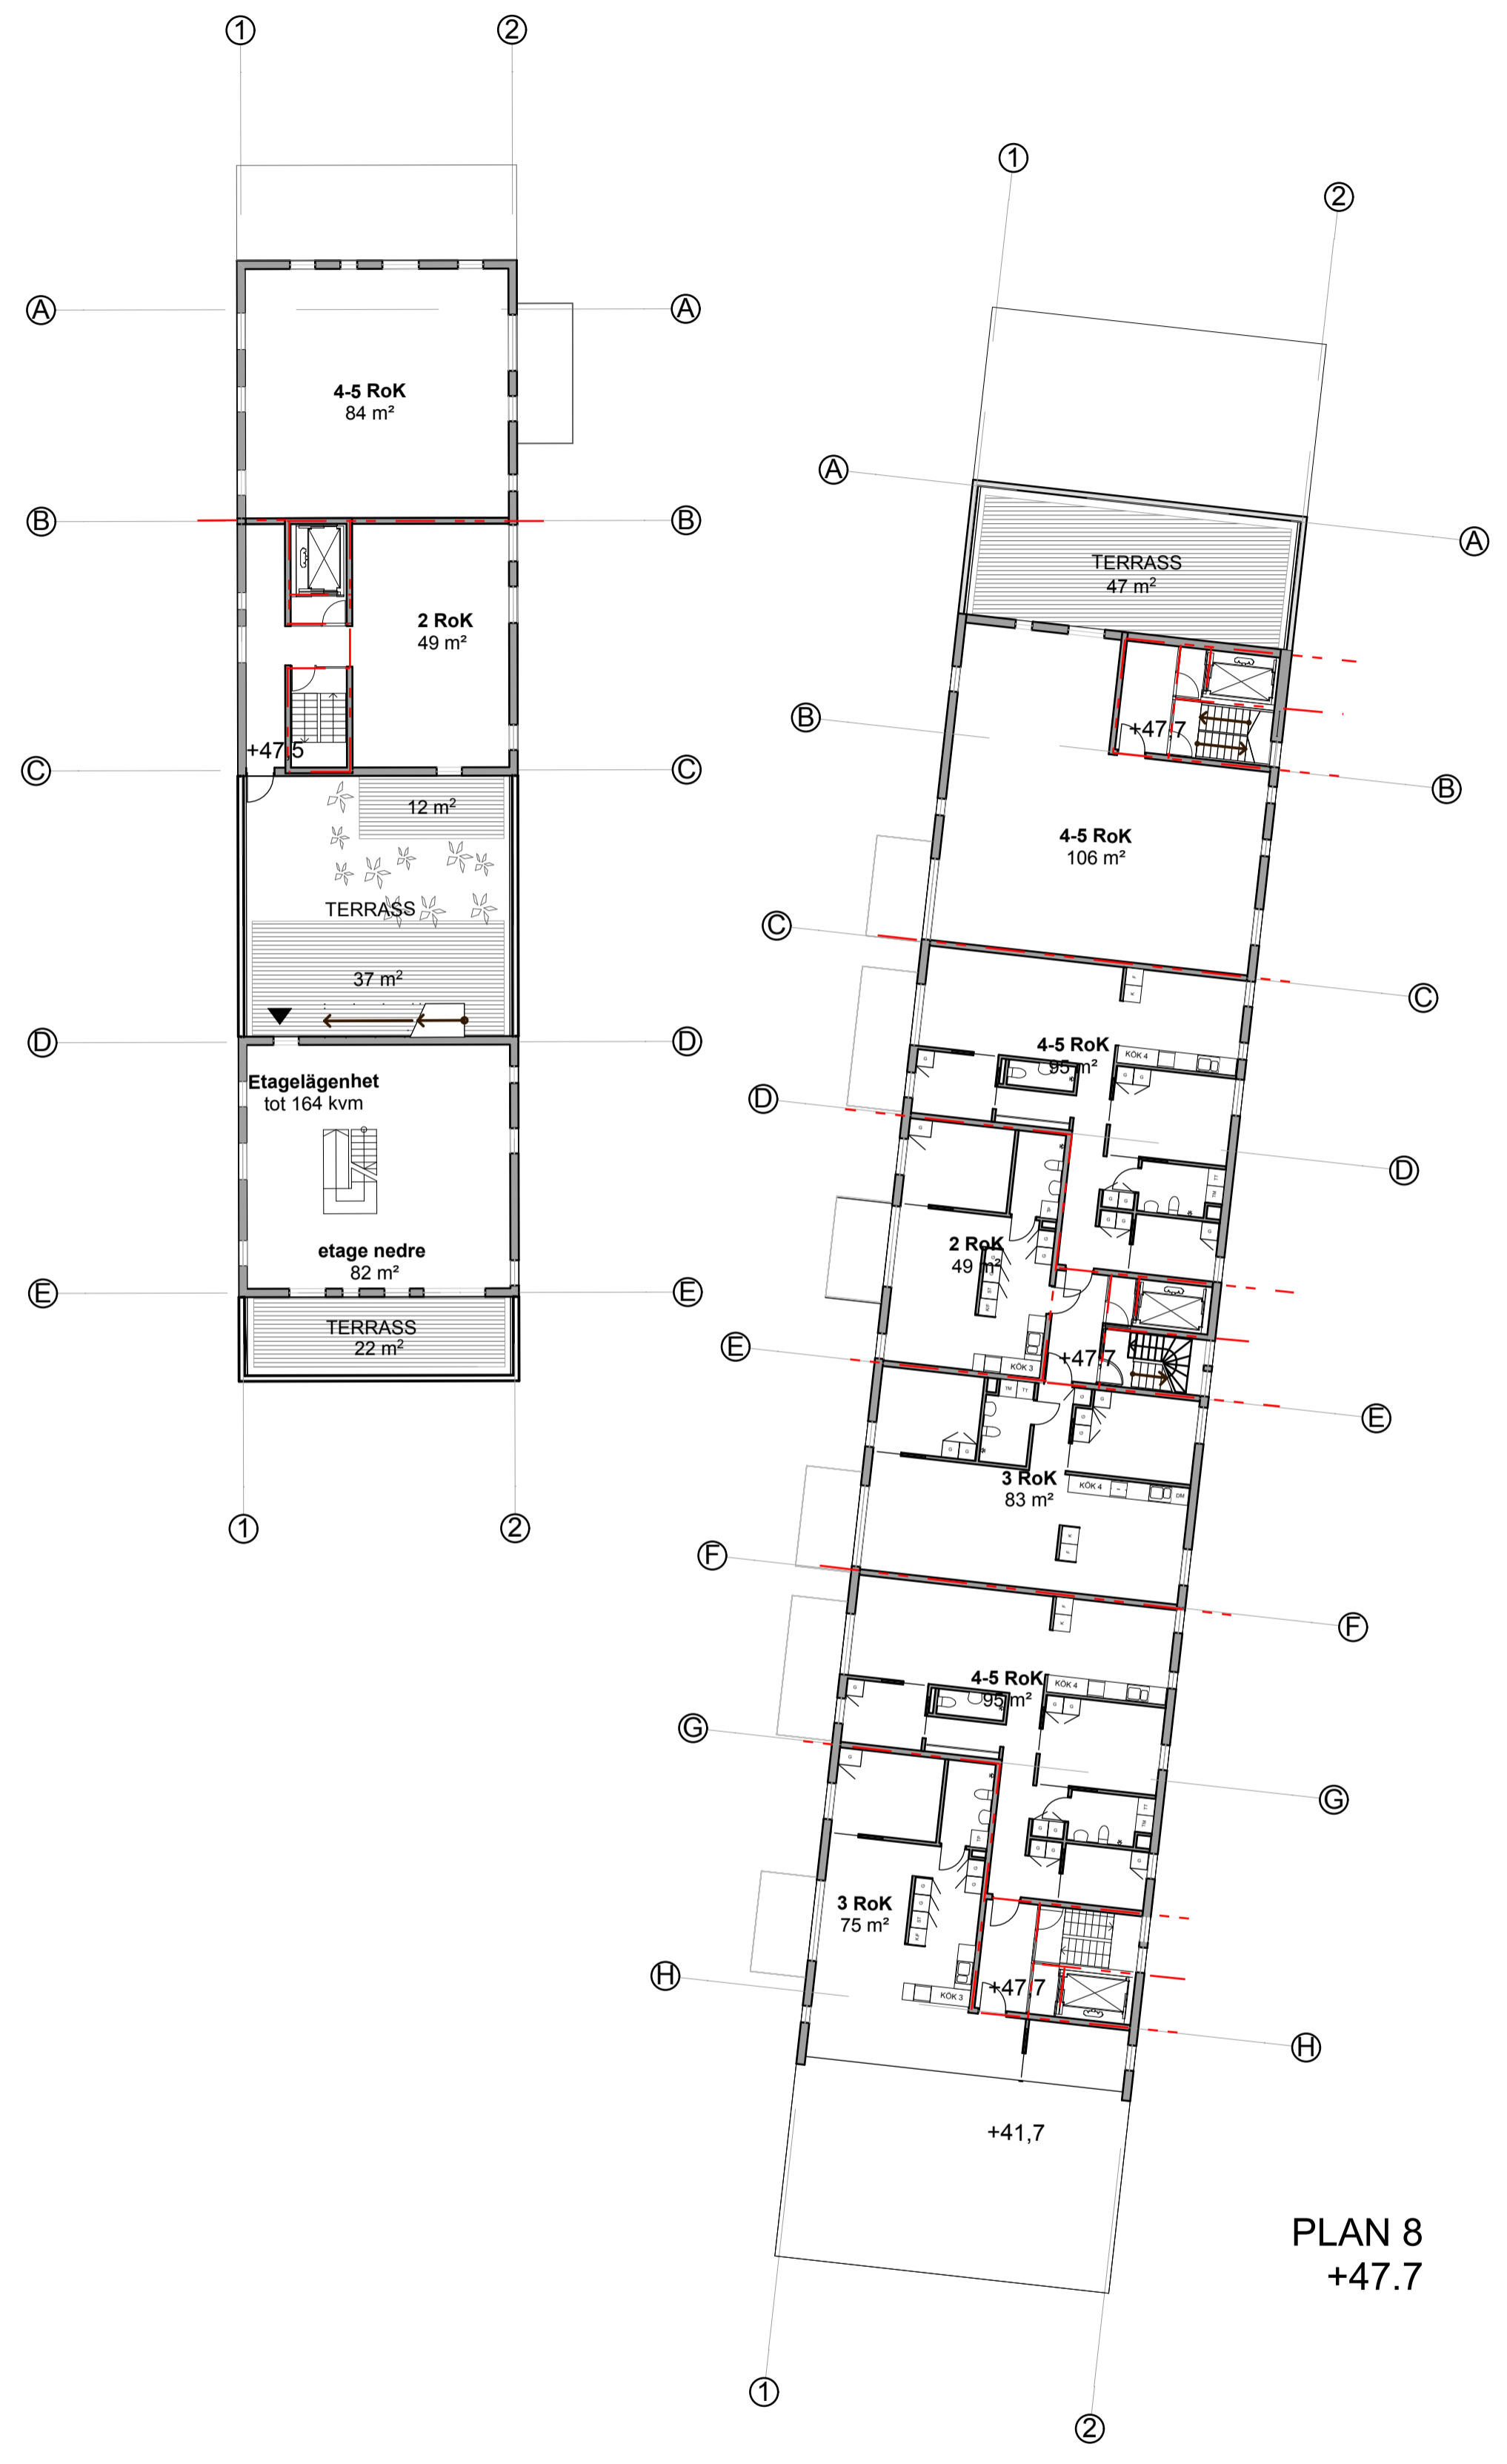 1
2
A
A
4-5 RoK
84 m²
B
B
2 RoK
49 m²
+47.5
C
C
12 m²
TERRASS
37 m²
D
D
Etagelägenhet
tot 164 kvm
etage nedre
82 m²
E
E
TERRASS
22 m²
1
2
1
2
A
A
TERRASS
47 m²
B
+47.7
B
4-5 RoK
106 m²
C
C
4-5 RoK
95 m²
KÖK 4
D
D
2 RoK
49 m²
KÖK 3
+47.7
E
E
TM
TT
3 RoK
83 m²
KÖK 4
DM
F
F
4-5 RoK
95 m²
KÖK 4
G
G
3 RoK
75 m²
KÖK 3
+47.7
H
H
+41,7
PLAN 8
+47.7
1
2